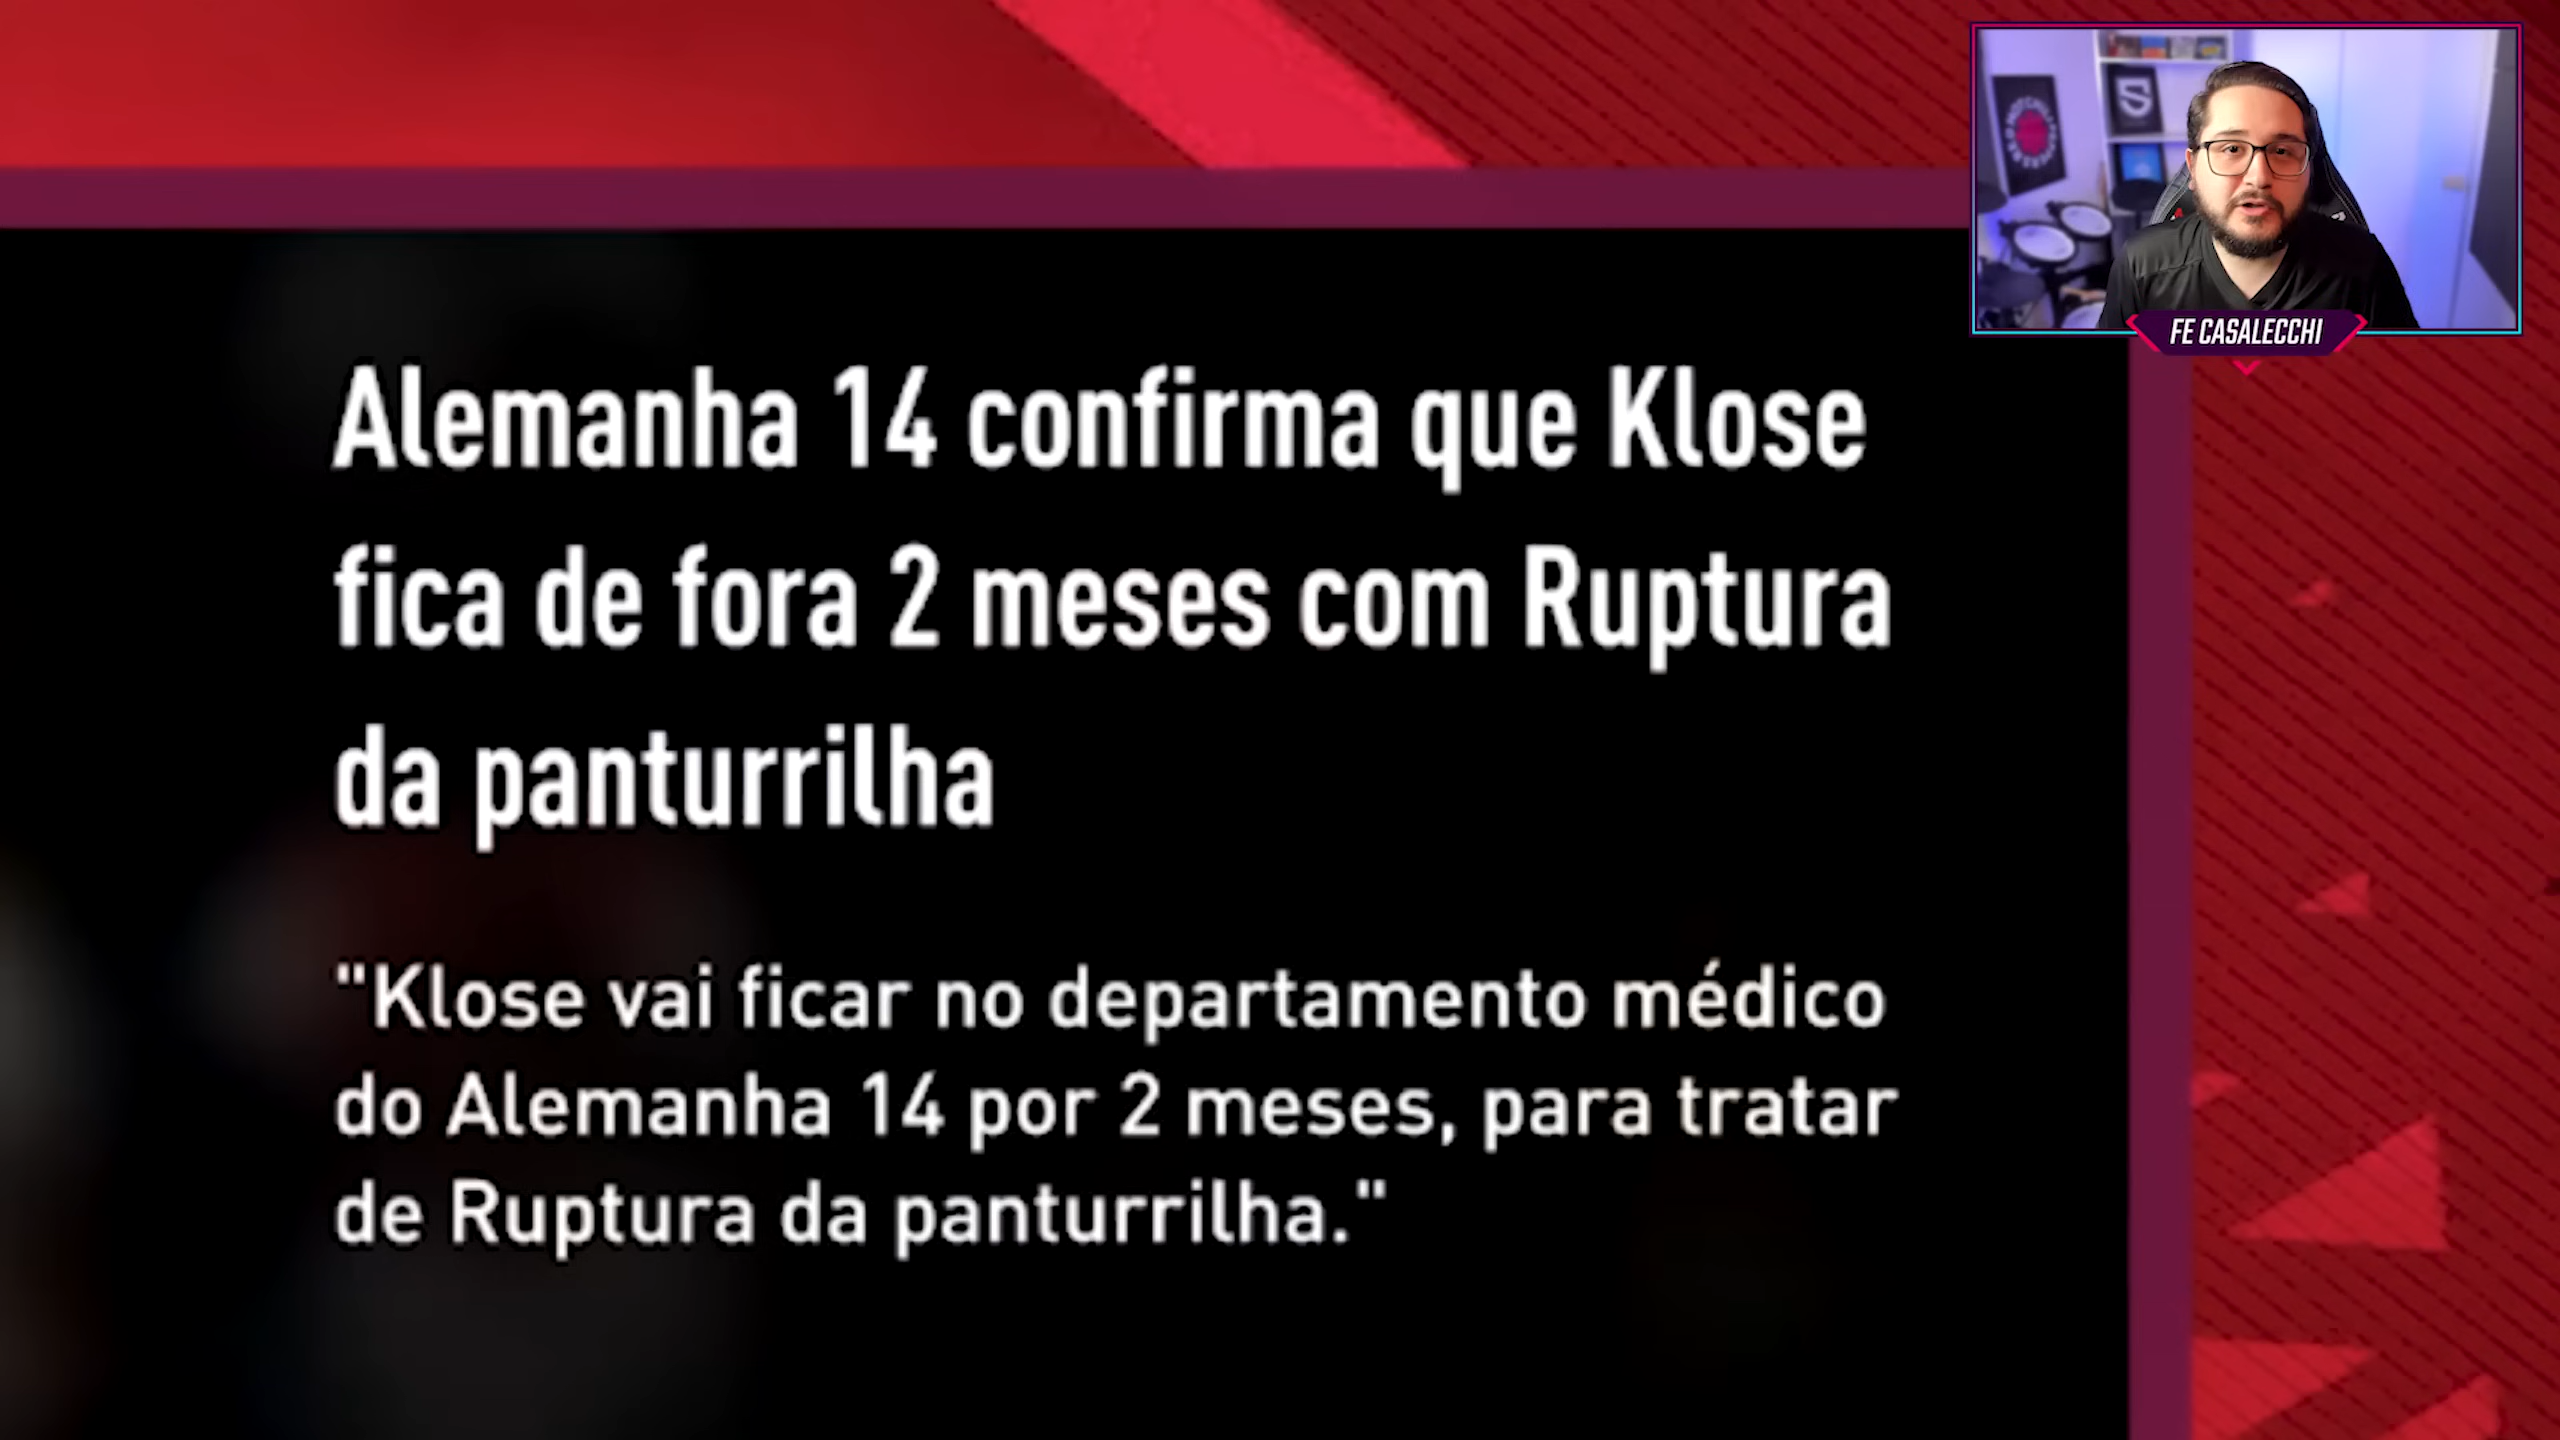 FE CASALECCHI
Alemanha 14 confirma que Klose
fica de fora 2 meses com Ruptura
da panturrilha
"Klose vai ficar no departamento médico
do Alemanha 14 por 2 meses, para tratar
de Ruptura da panturrilha."